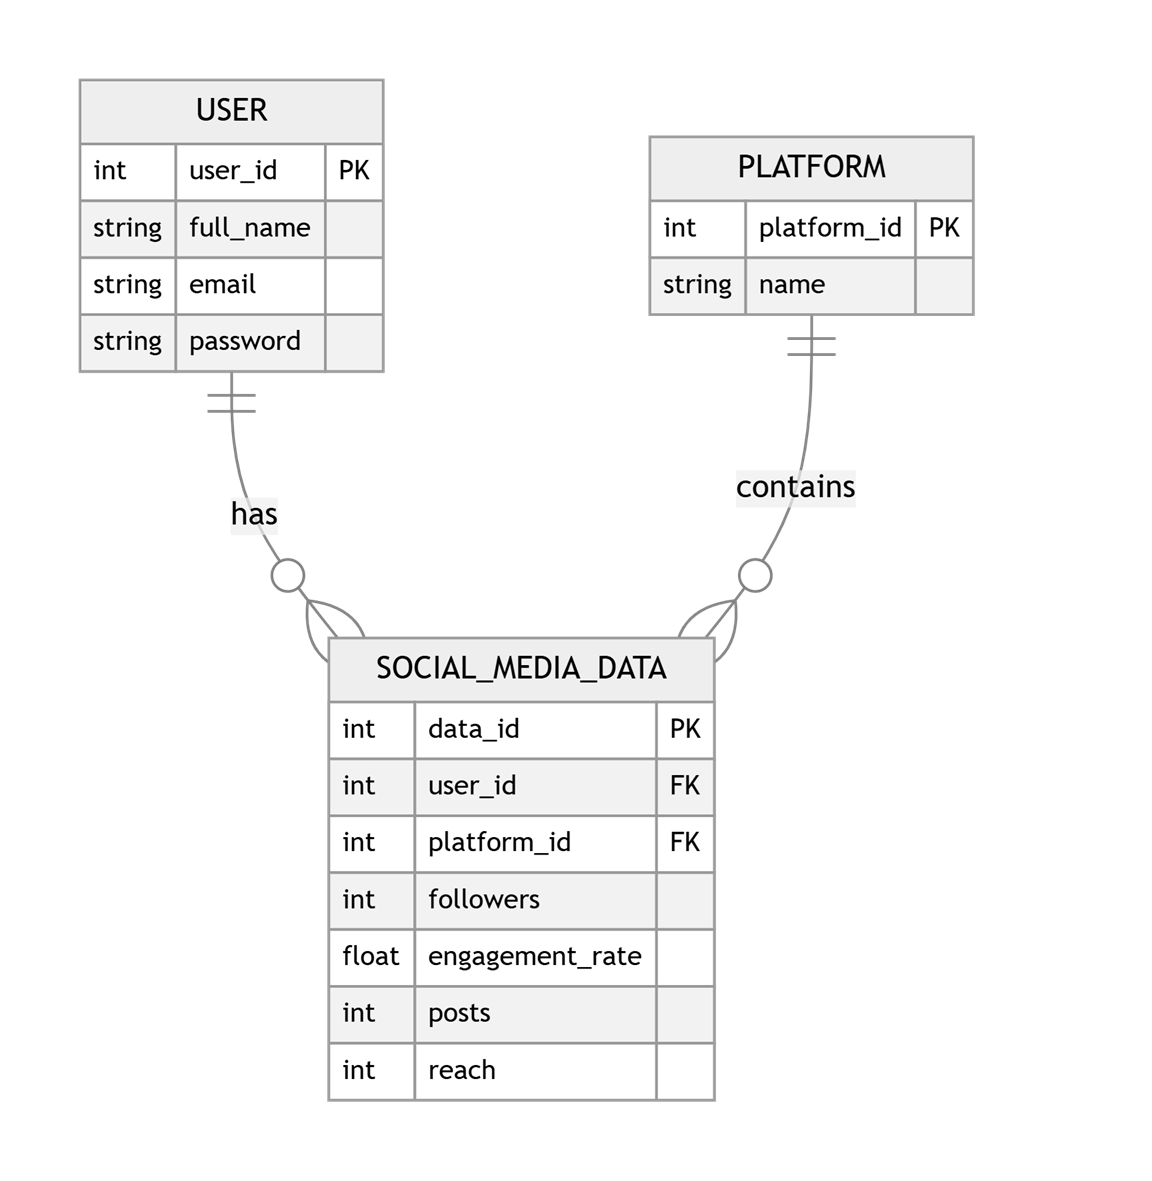 USER
int user_id PK
string full_name
string email
string password
PLATFORM
int platform_id PK
string name
has
contains
SOCIAL_MEDIA_DATA
int data_id PK
int user_id FK
int platform_id FK
int followers
float engagement_rate
int posts
int reach